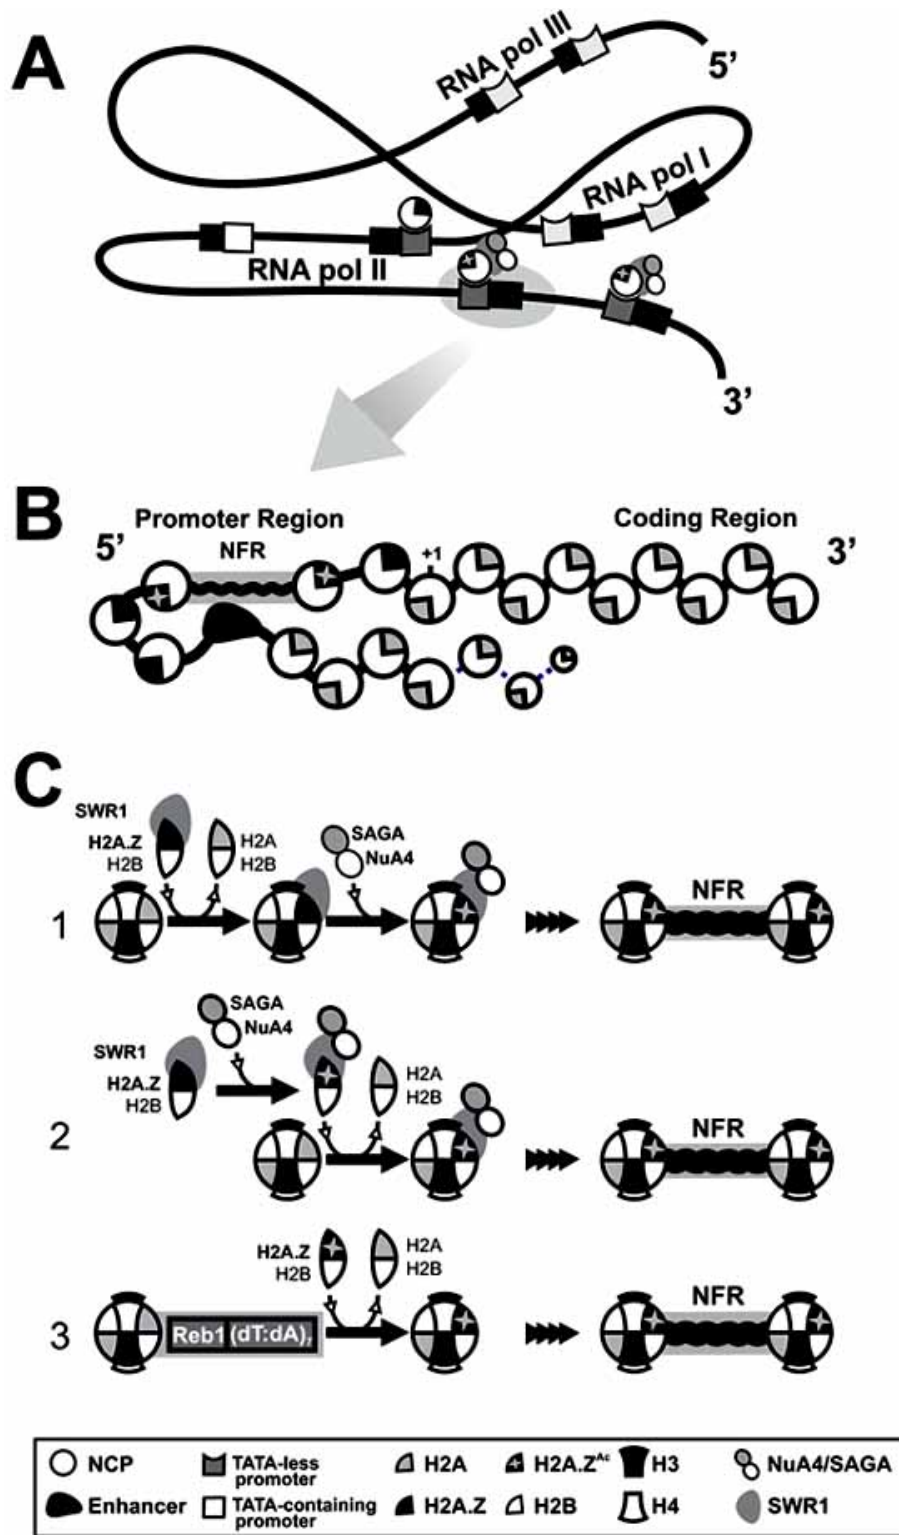 A
RNA pol III
5’
RNA pol I
RNA pol II
3’
B
Promoter Region
Coding Region
5’
NFR
+1
3’
C
SWR1
H2A.Z
H2B
H2A
H2B
SAGA
NuA4
NFR
1
SAGA
NuA4
SWR1
H2A.Z
H2B
H2A
H2B
NFR
2
H2A.Z
H2B
H2A
H2B
NFR
Reb1 (dT:dA)7
3
NCP
TATA-less promoter
H2A
H2A.ZAc
H3
NuA4/SAGA
Enhancer
TATA-containing promoter
H2A.Z
H2B
H4
SWR1